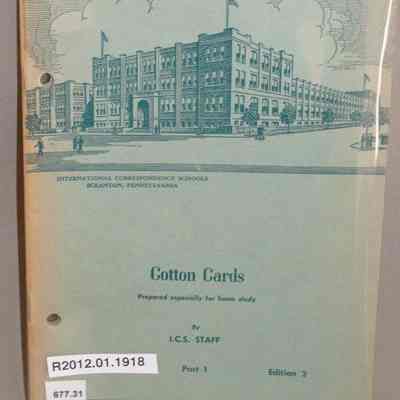 INTERNATIONAL CORRESPONDENCE SCHOOLS
SCRANTON, PENNSYLVANIA
Cotton Cards
Prepared especially for home study
By
I.C.S. STAFF
Part 1 Edition 2
R2012.01.1918
677.31